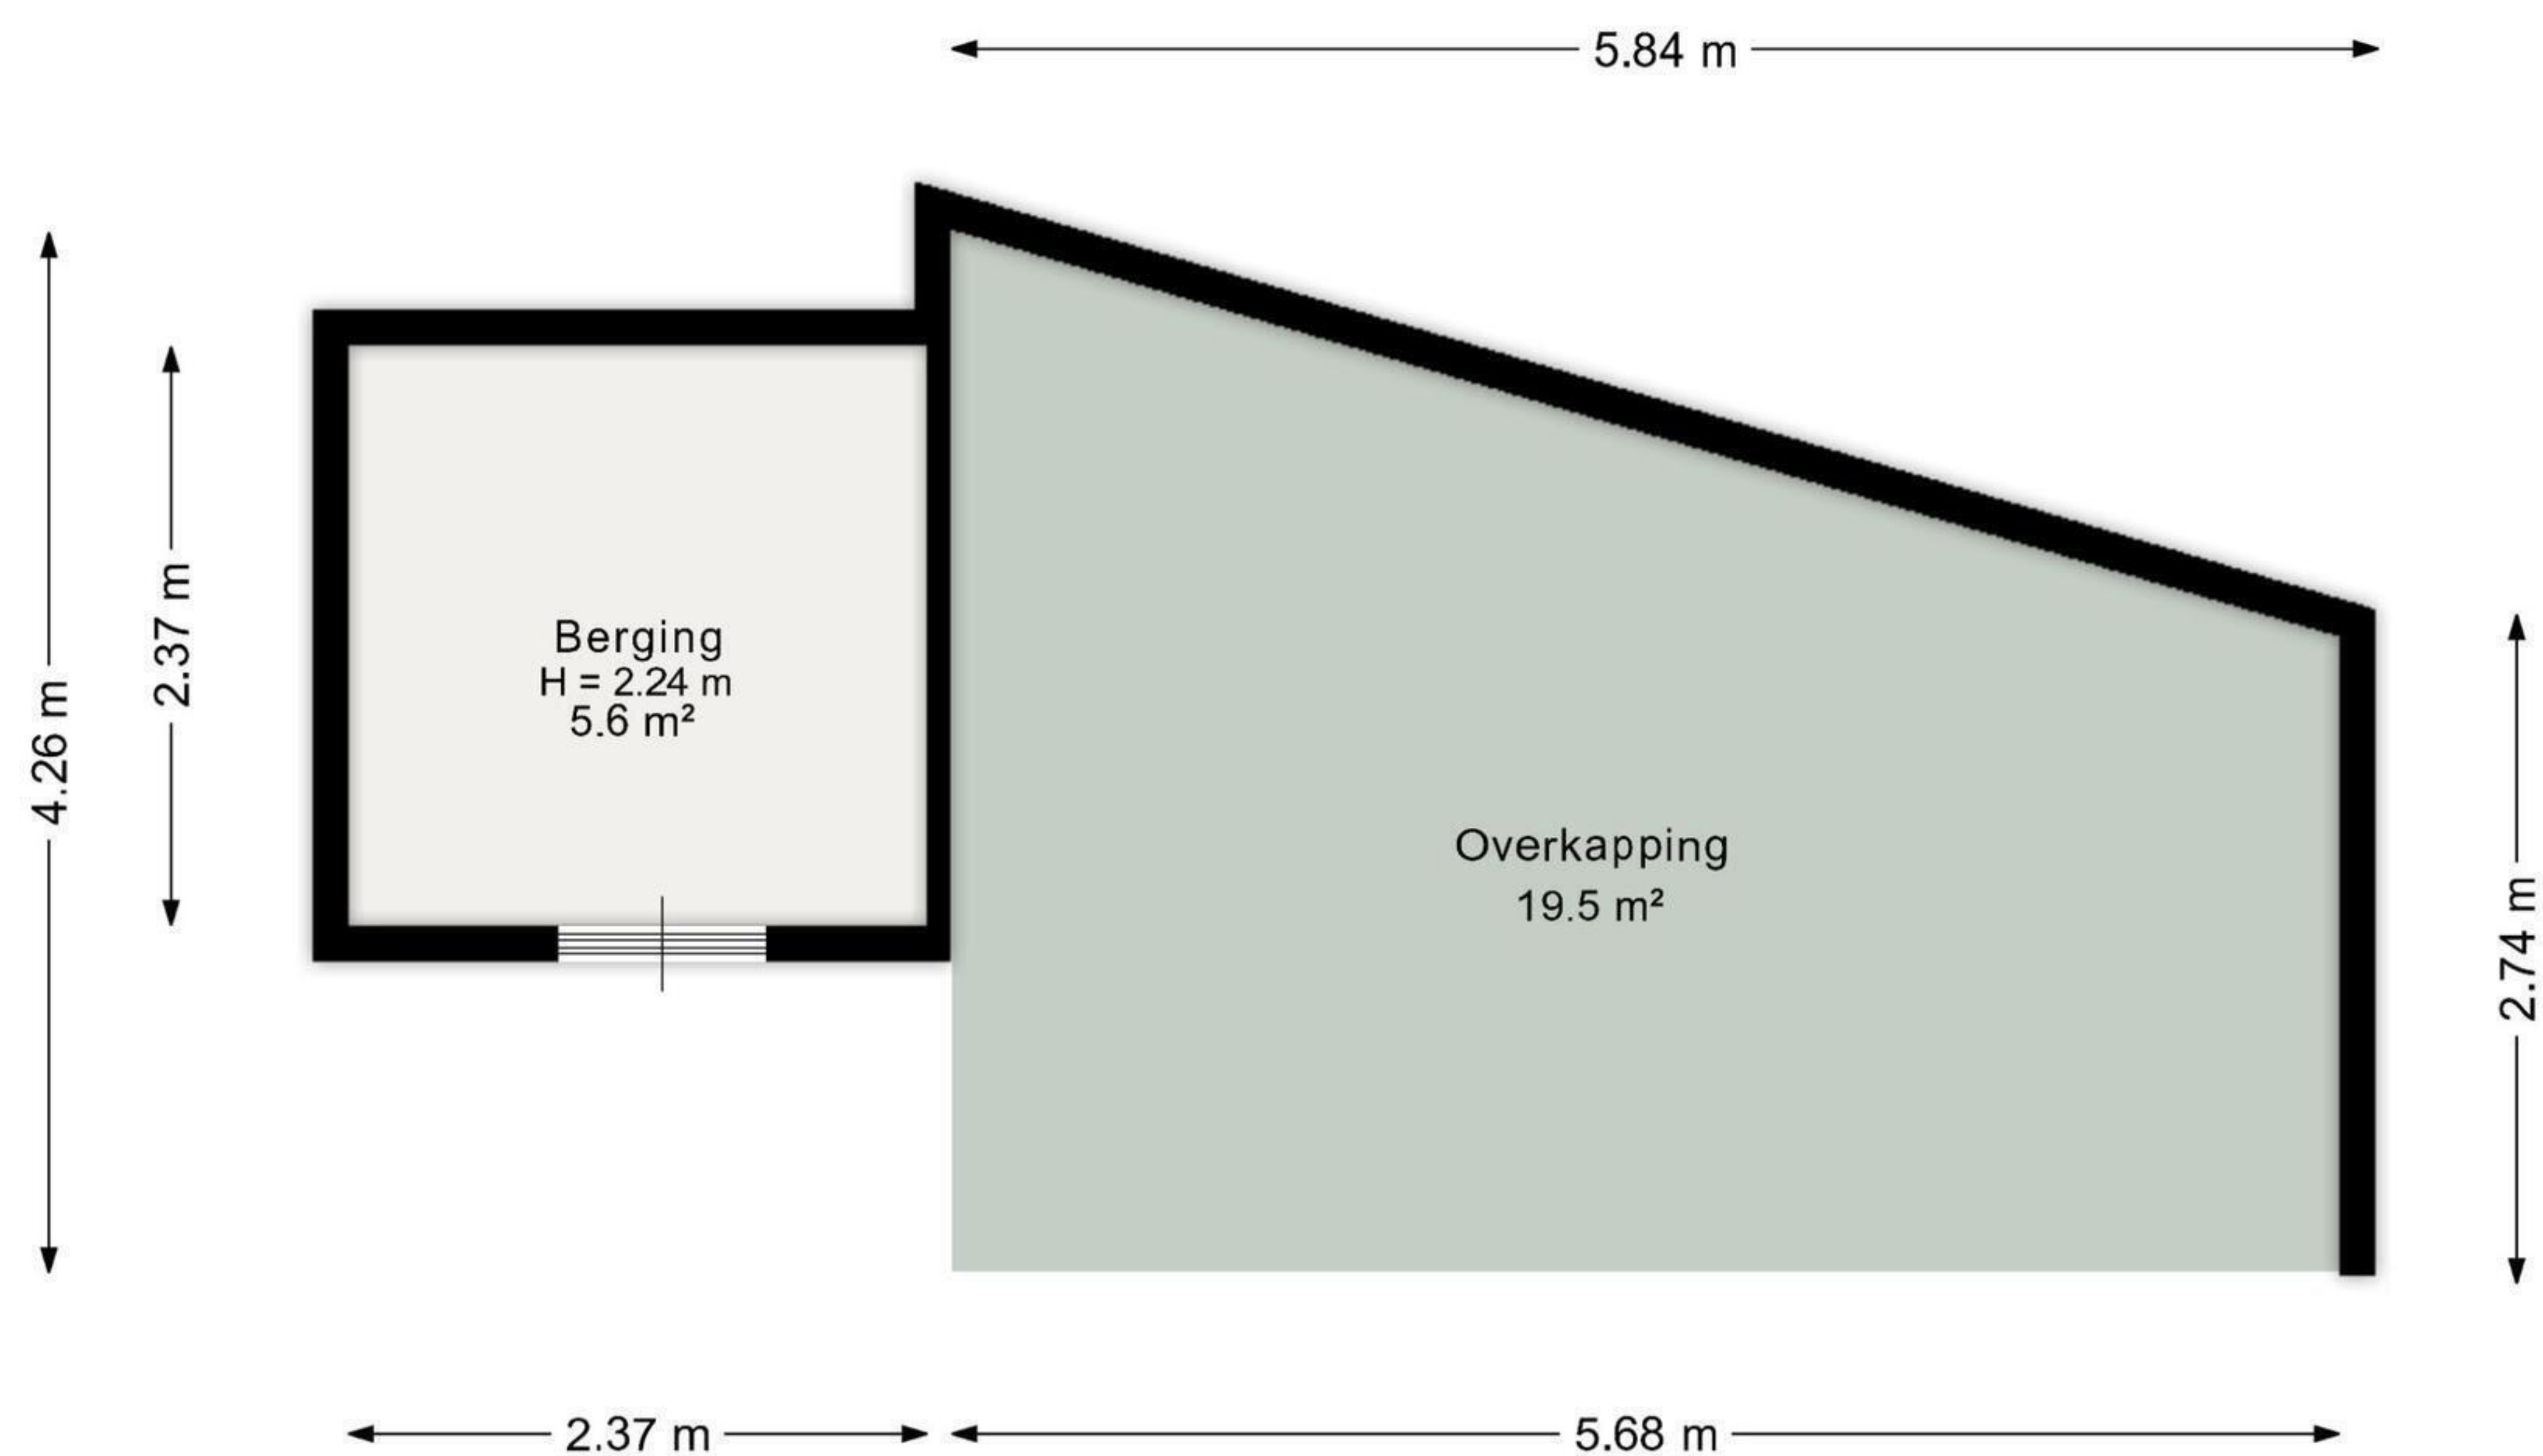 5.84 m
4.26 m
2.37 m
Berging
H = 2.24 m
5.6 m²
Overkapping
19.5 m²
2.74 m
2.37 m
5.68 m